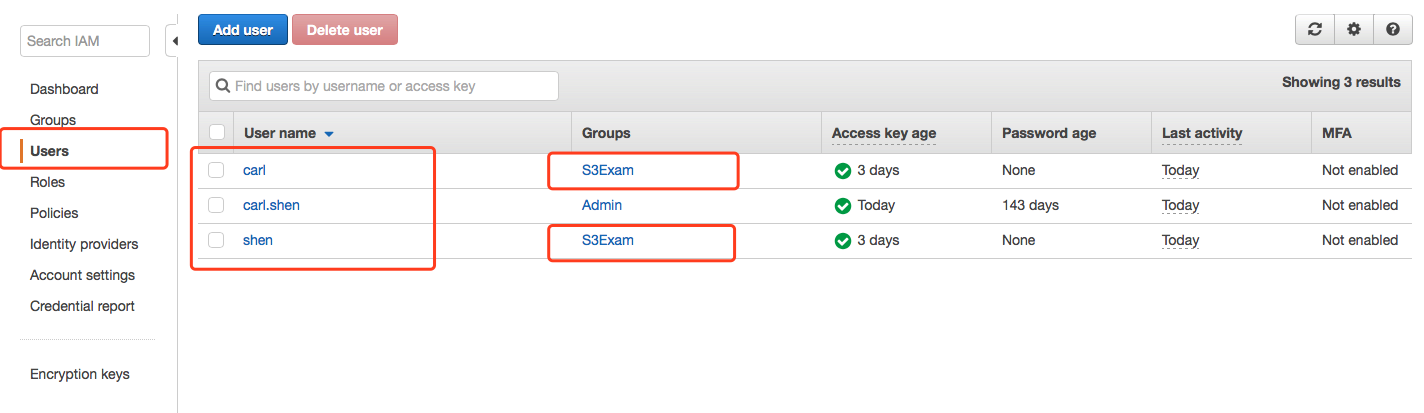 Search IAM
Dashboard
Groups
Users
Roles
Policies
Identity providers
Account settings
Credential report
Encryption keys
Add user Delete user
Find users by username or access key Showing 3 results
User name Groups Access key age Password age Last activity MFA
carl S3Exam 3 days None Today Not enabled
carl.shen Admin Today 143 days Today Not enabled
shen S3Exam 3 days None Today Not enabled